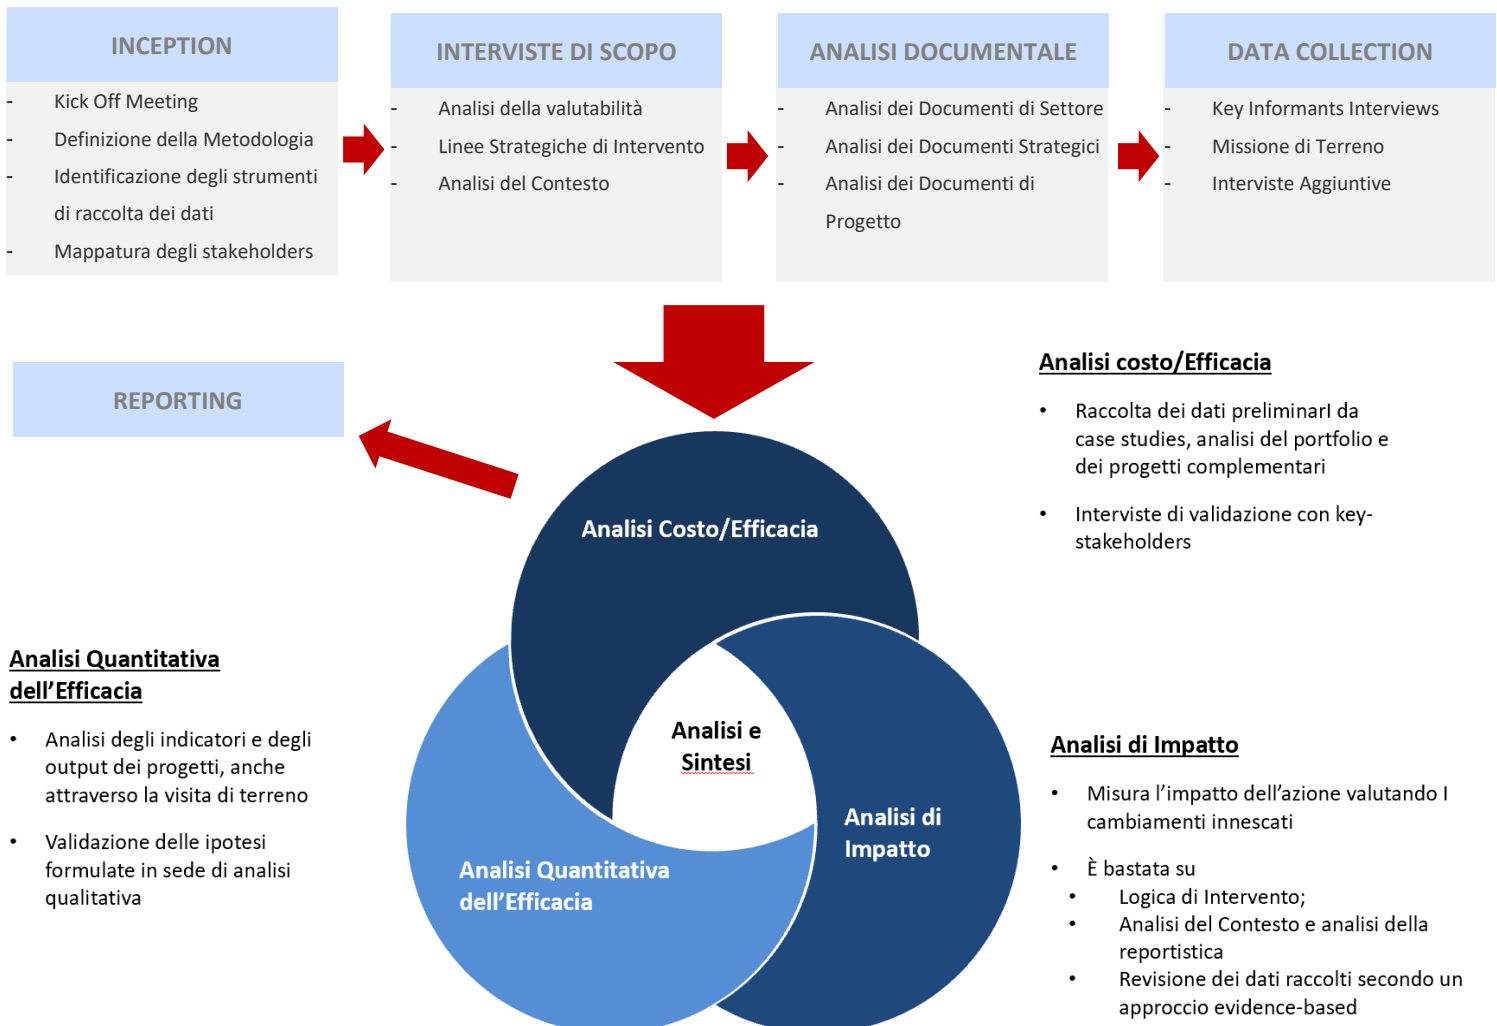 INCEPTION
- Kick Off Meeting
- Definizione della Metodologia
- Identificazione degli strumenti
di raccolta dei dati
- Mappatura degli stakeholders
INTERVISTE DI SCOPO
- Analisi della valutabilità
- Linee Strategiche di Intervento
- Analisi del Contesto
ANALISI DOCUMENTALE
- Analisi dei Documenti di Settore
- Analisi dei Documenti Strategici
- Analisi dei Documenti di
Progetto
DATA COLLECTION
- Key Informants Interviews
- Missione di Terreno
- Interviste Aggiuntive
REPORTING
Analisi costo/Efficacia
• Raccolta dei dati preliminarI da
case studies, analisi del portfolio e
dei progetti complementari
• Interviste di validazione con key-
stakeholders
Analisi Costo/Efficacia
Analisi Quantitativa
dell'Efficacia
• Analisi degli indicatori e degli
output dei progetti, anche
attraverso la visita di terreno
• Validazione delle ipotesi
formulate in sede di analisi
qualitativa
Analisi e
Sintesi
Analisi di
Impatto
Analisi Quantitativa
dell'Efficacia
Analisi di Impatto
• Misura l'impatto dell'azione valutando I
cambiamenti innescati
• È bastata su
• Logica di Intervento;
• Analisi del Contesto e analisi della
reportistica
• Revisione dei dati raccolti secondo un
approccio evidence-based